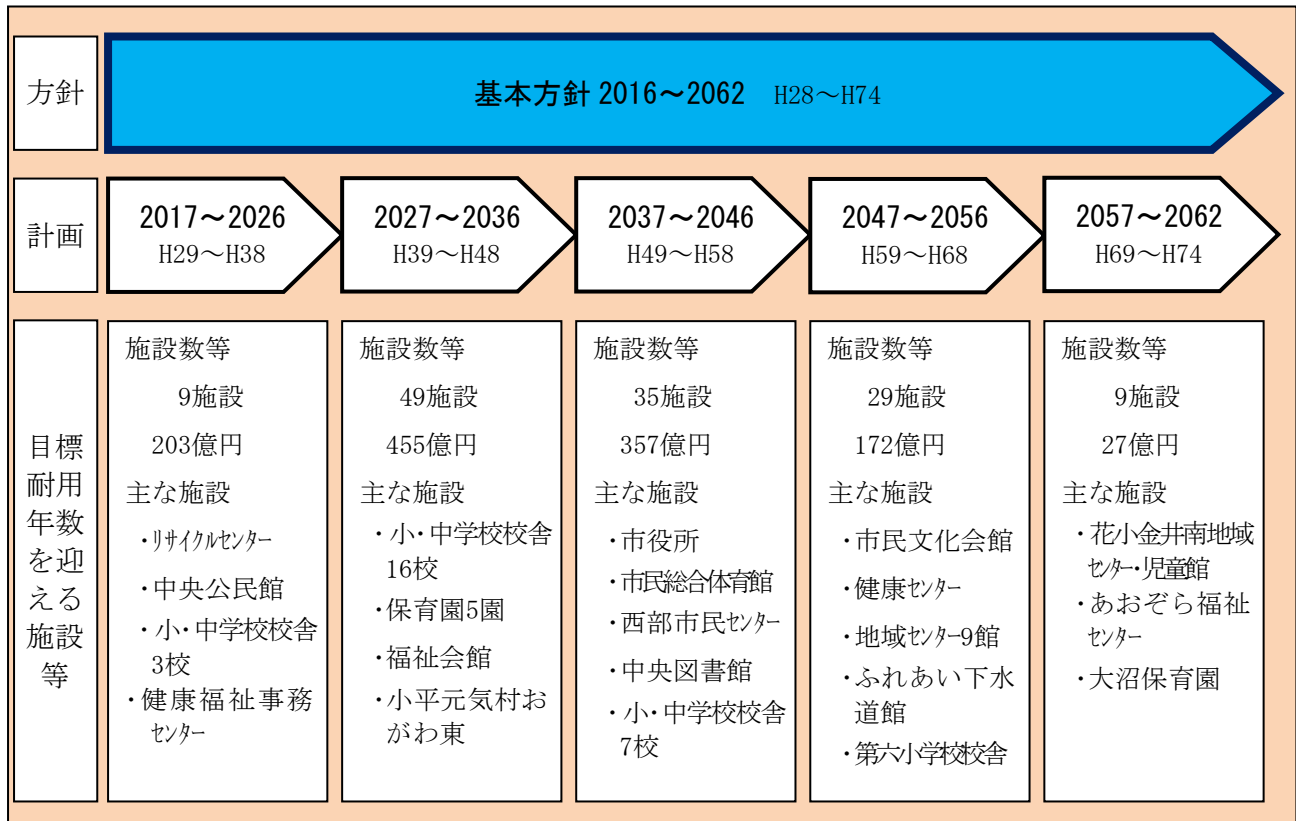 方針
基本方針 2016～2062 H28～H74
計画
2017～2026
H29～H38
2027～2036
H39～H48
2037～2046
H49～H58
2047～2056
H59～H68
2057～2062
H69～H74
目標
耐用
年数
を迎
える
施設
等
施設数等
9施設
203億円
主な施設
・ﾘｻｲｸﾙｾﾝﾀｰ
・中央公民館
・小・中学校校舎
3校
・健康福祉事務
ｾﾝﾀｰ
施設数等
49施設
455億円
主な施設
・小・中学校校舎
16校
・保育園5園
・福祉会館
・小平元気村お
がわ東
施設数等
35施設
357億円
主な施設
・市役所
・市民総合体育館
・西部市民ｾﾝﾀｰ
・中央図書館
・小・中学校校舎
7校
施設数等
29施設
172億円
主な施設
・市民文化会館
・健康ｾﾝﾀｰ
・地域ｾﾝﾀｰ9館
・ふれあい下水
道館
・第六小学校校舎
施設数等
9施設
27億円
主な施設
・花小金井南地域
ｾﾝﾀｰ・児童館
・あおぞら福祉
ｾﾝﾀｰ
・大沼保育園